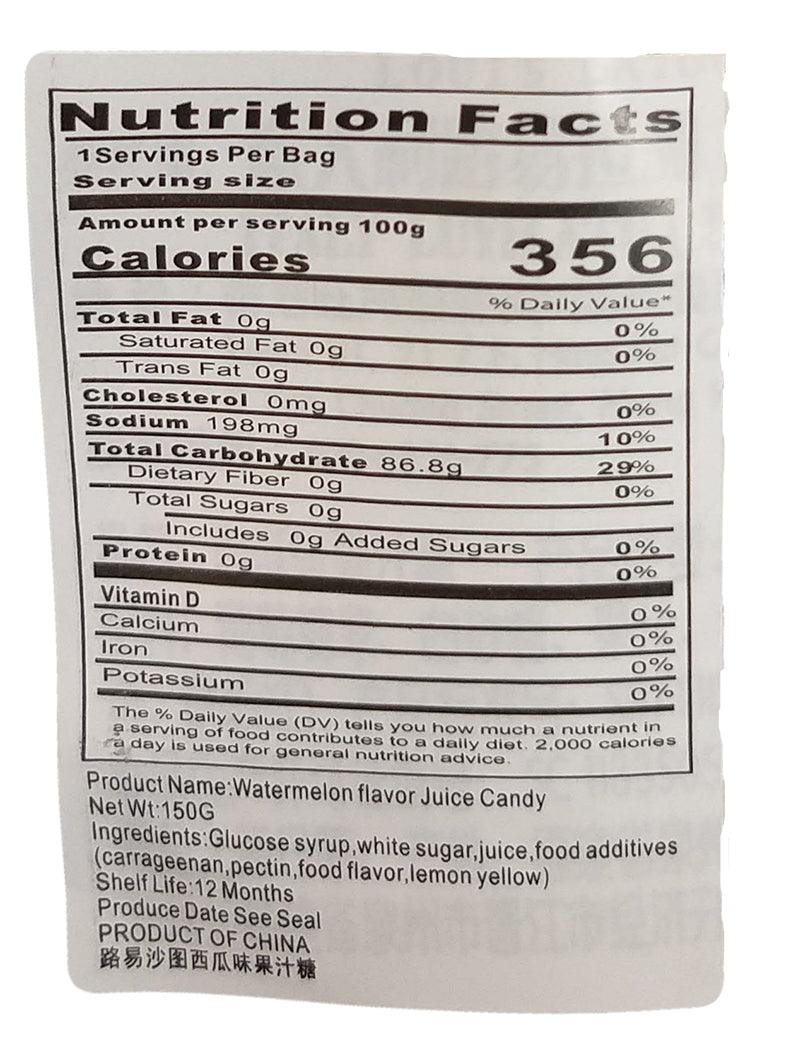 Nutrition Facts
1Servings Per Bag
Serving size
Amount per serving 100g
Calories 356
% Daily Value*
Total Fat 0g 0%
Saturated Fat 0g 0%
Trans Fat 0g
Cholesterol 0mg 0%
Sodium 198mg 10%
Total Carbohydrate 86.8g 29%
Dietary Fiber 0g 0%
Total Sugars 0g
Includes 0g Added Sugars 0%
Protein 0g 0%
Vitamin D 0%
Calcium 0%
Iron 0%
Potassium 0%
The % Daily Value (DV) tells you how much a nutrient in
a serving of food contributes to a daily diet. 2,000 calories
a day is used for general nutrition advice.
Product Name:Watermelon flavor Juice Candy
Net Wt:150G
Ingredients:Glucose syrup,white sugar,juice,food additives
(carrageenan,pectin,food flavor,lemon yellow)
Shelf Life:12 Months
Produce Date See Seal
PRODUCT OF CHINA
路易沙图西瓜味果汁糖